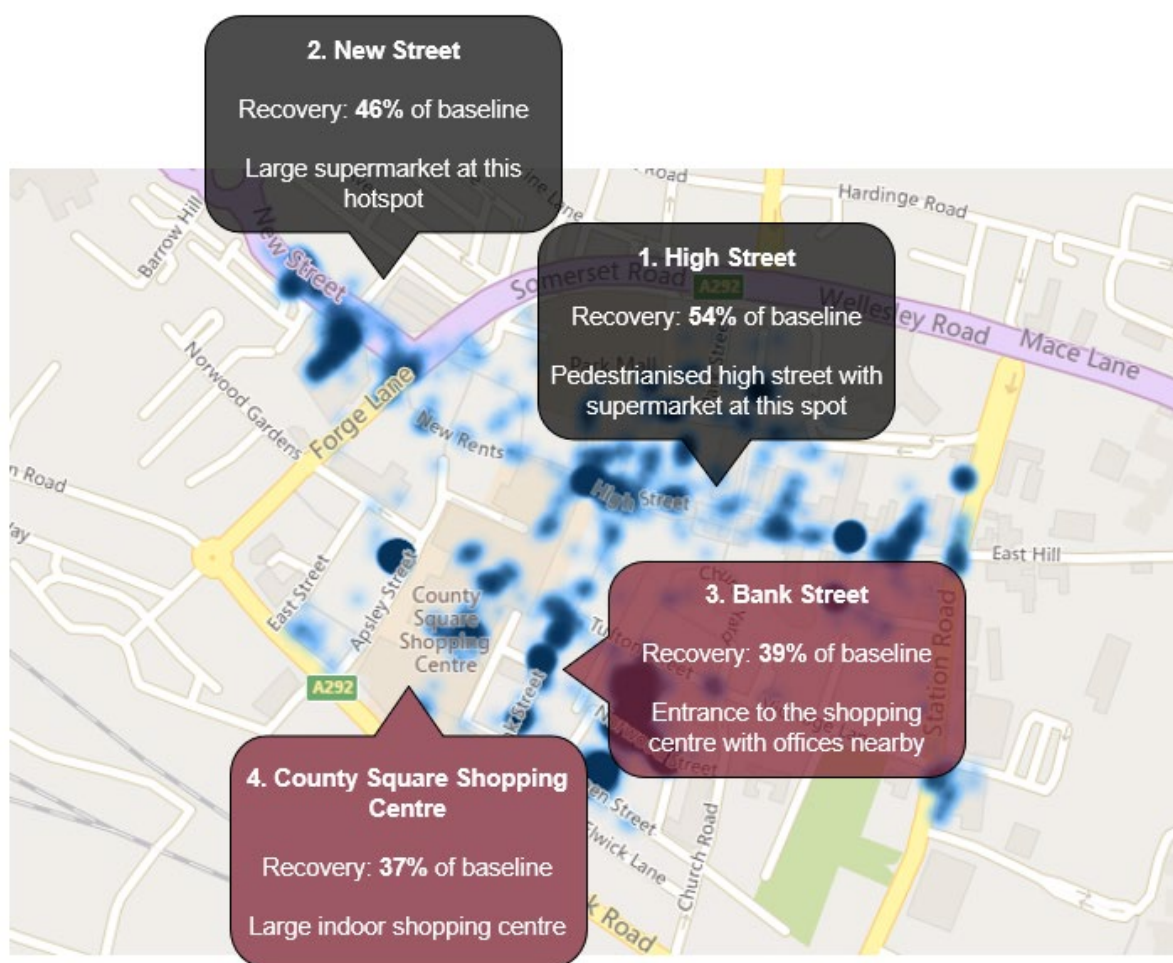 2. New Street
Recovery: 46% of baseline
Large supermarket at this
hotspot
Hardinge Road
Road
Barrow Hill
New Street
1. High Street
Somerset Road
A292
Wellesley Road
Mace Lane
Recovery: 54% of baseline
Park Mall
Pedestrianised high street with
supermarket at this spot
Norwood Gardens
Forge Lane
New Rents
High Street
East Hill
Road
East Street
Apsley Street
County
Square
Shopping
Centre
3. Bank Street
Recovery: 39% of baseline
Entrance to the shopping
centre with offices nearby
Tufton Street
Station Road
A292
4. County Square Shopping
Centre
Recovery: 37% of baseline
Large indoor shopping centre
Elwick Lane
Church Road
Road